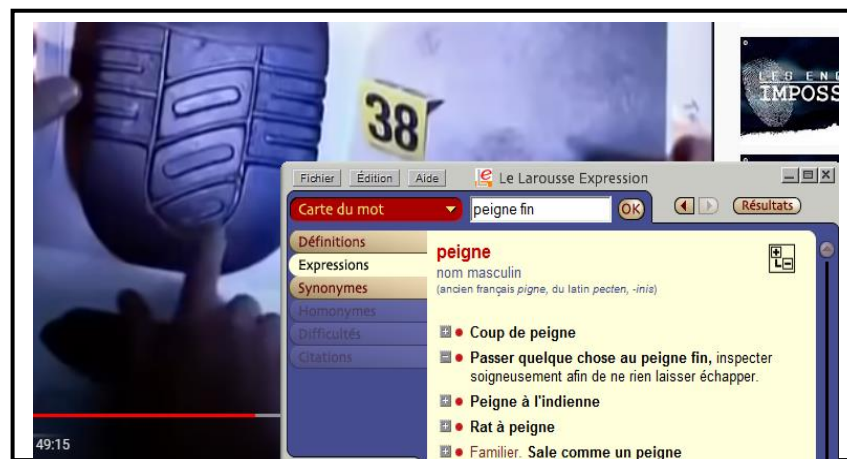 38
LES EN
IMPOSS
Fichier Édition Aide Le Larousse Expression
Carte du mot peigne fin OK Résultats
Définitions
Expressions
Synonymes
Homonymes
Difficultés
Citations
peigne
nom masculin
(ancien français pigne, du latin pecten, -inis)
Coup de peigne
Passer quelque chose au peigne fin, inspecter
soigneusement afin de ne rien laisser échapper.
Peigne à l'indienne
Rat à peigne
Familier. Sale comme un peigne
49:15